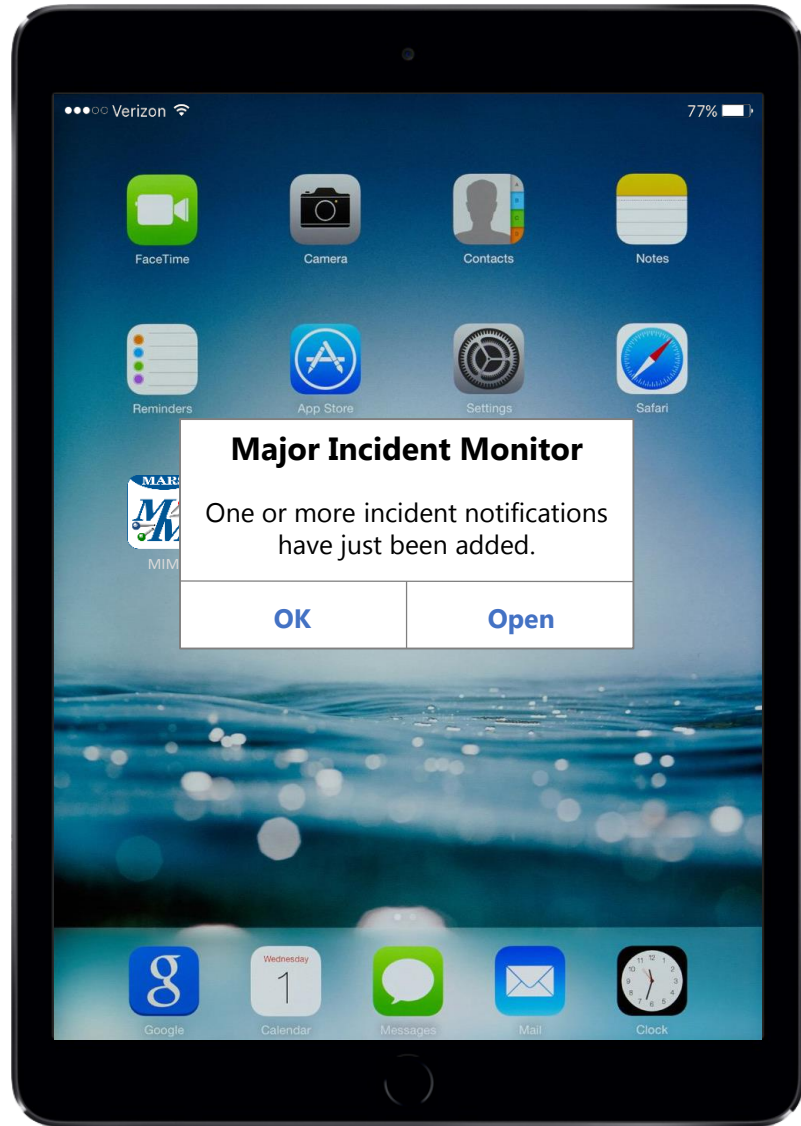 Verizon
77%
FaceTime
Camera
Contacts
Notes
Reminders
App Store
Settings
Safari
Major Incident Monitor
One or more incident notifications
have just been added.
OK
Open
MIM
Wednesday
1
Google
Calendar
Messages
Mail
Clock